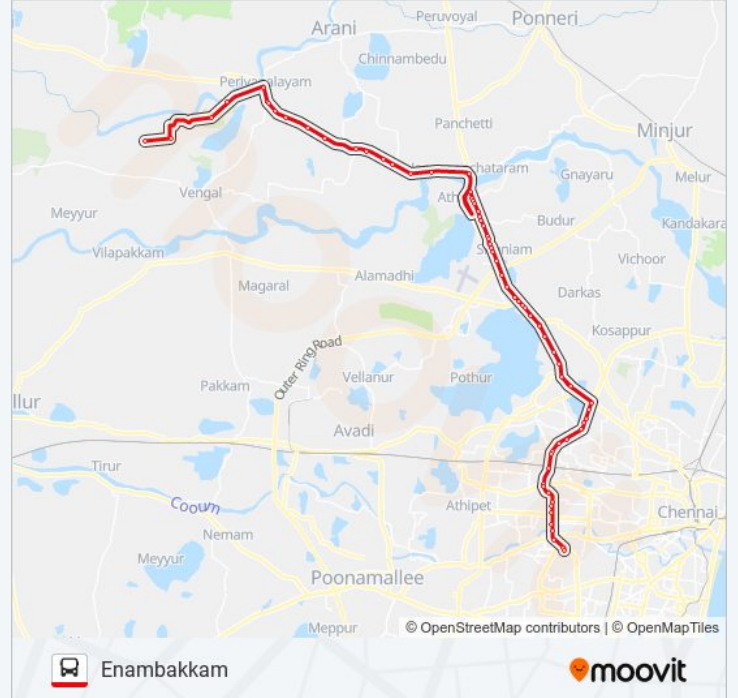 Peruvoyal
Ponneri
Arani
Chinnambedu
Panchetti
Minjur
Gnayaru
Melur
Vengal
Meyyur
Budur
Kandakara
Vilapakkam
Vichoor
Alamadhi
Magaral
Darkas
Kosappur
Outer Ring Road
Vellanur
Pothur
Pakkam
llur
Avadi
Tirur
Cooum
Athipet
Chennai
Nemam
Meyyur
Poonamallee
Meppur
© OpenStreetMap contributors | © OpenMapTiles
Enambakkam
moovit